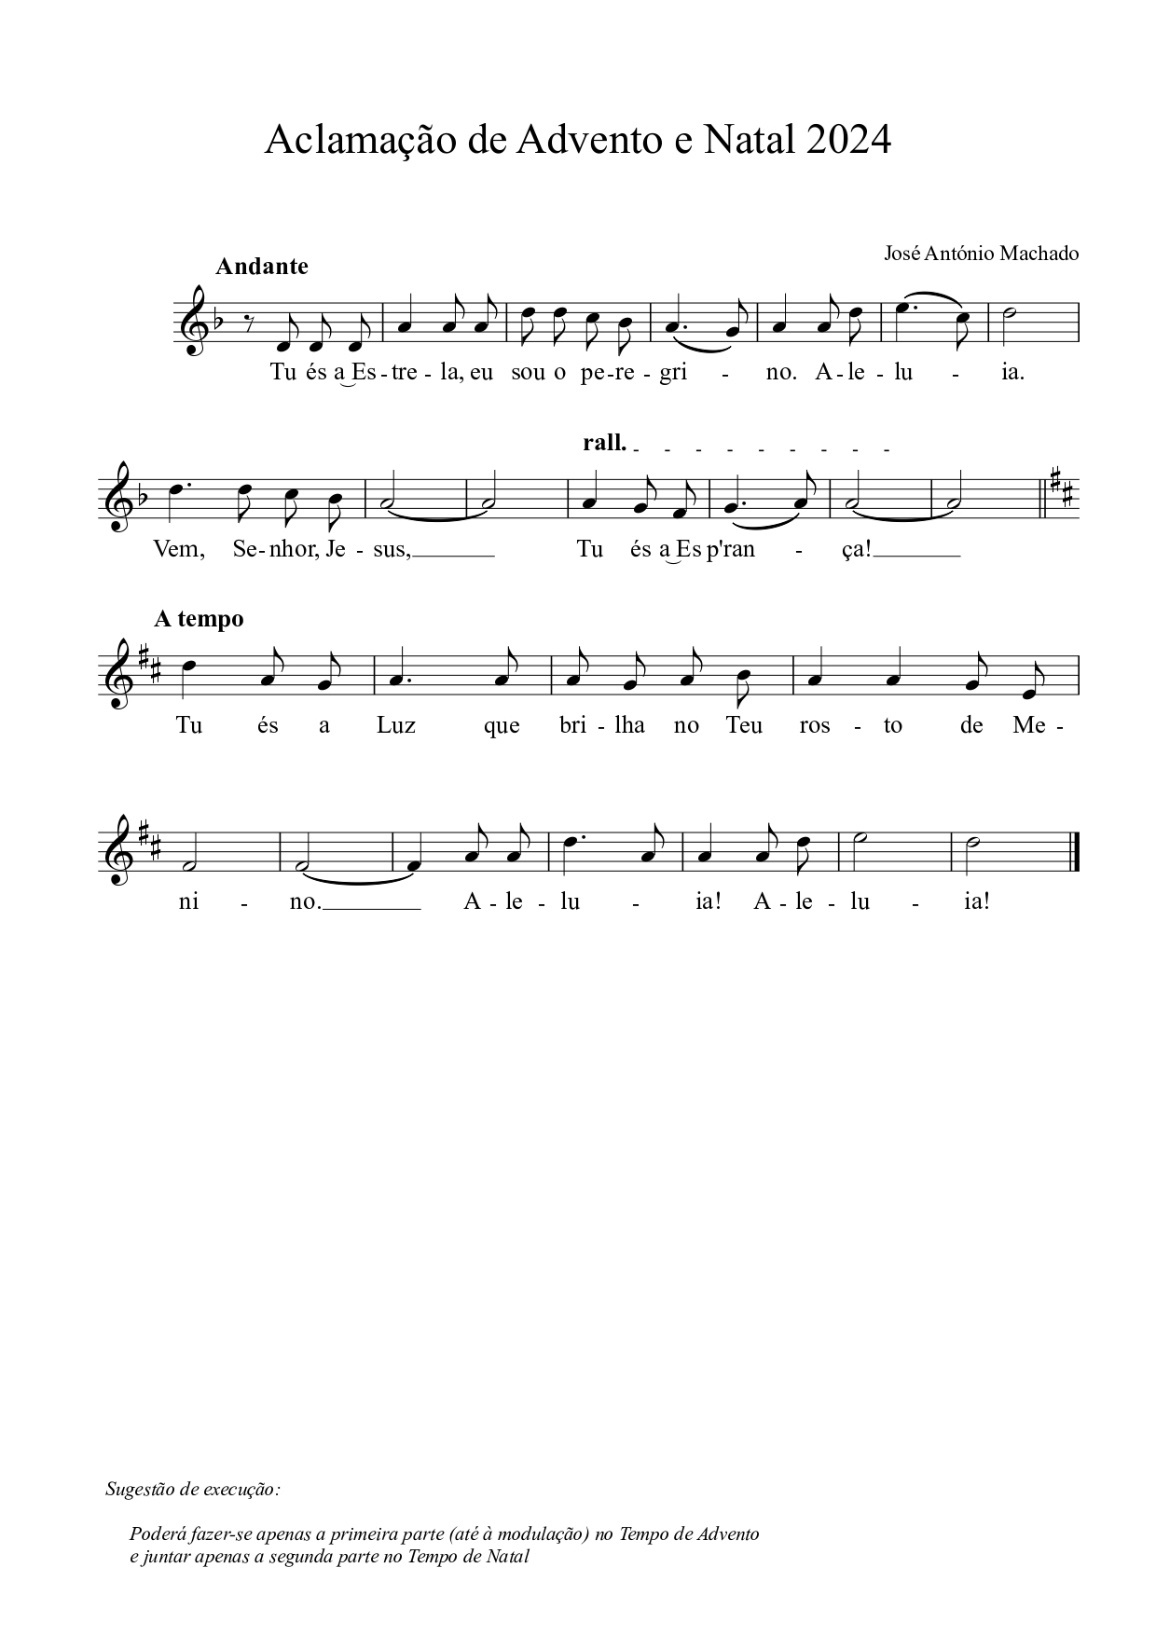 Aclamação de Advento e Natal 2024
José António Machado
Andante
Tu és a Es - tre - la, eu sou o pe - re - gri - no. A - le - lu - ia.
rall. - - - - - - - - -
Vem, Se - nhor, Je - sus, Tu és a Es p'ran - ça!
A tempo
Tu és a Luz que bri - lha no Teu ros - to de Me -
ni - no. A - le - lu - ia! A - le - lu - ia!
Sugestão de execução:
Poderá fazer-se apenas a primeira parte (até à modulação) no Tempo de Advento
e juntar apenas a segunda parte no Tempo de Natal